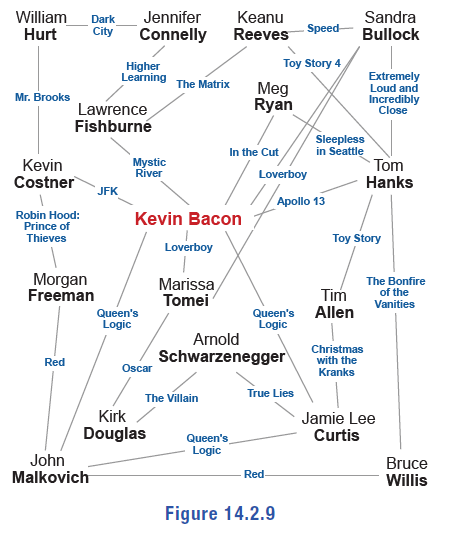 William
Hurt
Dark
City
Jennifer
Connelly
Keanu
Reeves
Speed
Sandra
Bullock
Higher
Learning
The Matrix
Toy Story 4
Extremely
Loud and
Incredibly
Close
Mr. Brooks
Lawrence
Fishburne
Meg
Ryan
Sleepless
in Seattle
Kevin
Costner
Mystic
River
In the Cut
Loverboy
Tom
Hanks
JFK
Apollo 13
Robin Hood:
Prince of
Thieves
Kevin Bacon
Loverboy
Toy Story
Morgan
Freeman
Marissa
Tomei
Tim
Allen
The Bonfire
of the
Vanities
Queen's
Logic
Queen's
Logic
Arnold
Schwarzenegger
Christmas
with the
Kranks
Red
Oscar
The Villain
True Lies
Kirk
Douglas
Jamie Lee
Curtis
Queen's
Logic
John
Malkovich
Red
Bruce
Willis
Figure 14.2.9